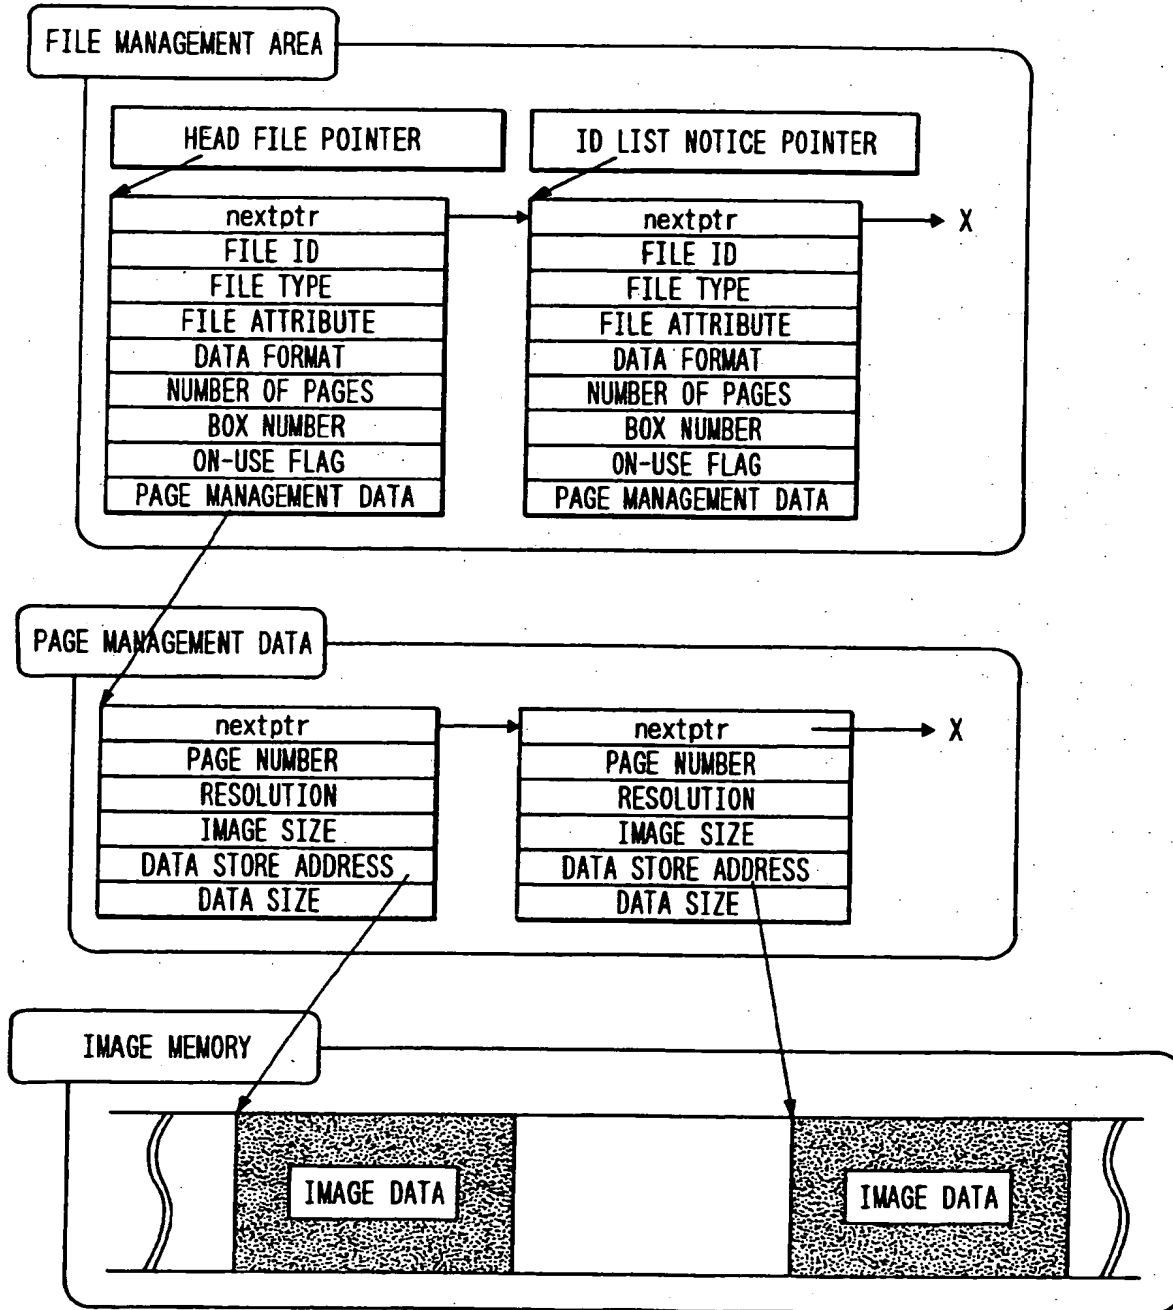 FILE MANAGEMENT AREA
HEAD FILE POINTER
ID LIST NOTICE POINTER
nextptr
FILE ID
FILE TYPE
FILE ATTRIBUTE
DATA FORMAT
NUMBER OF PAGES
BOX NUMBER
ON-USE FLAG
PAGE MANAGEMENT DATA
nextptr
FILE ID
FILE TYPE
FILE ATTRIBUTE
DATA FORMAT
NUMBER OF PAGES
BOX NUMBER
ON-USE FLAG
PAGE MANAGEMENT DATA
X
PAGE MANAGEMENT DATA
nextptr
PAGE NUMBER
RESOLUTION
IMAGE SIZE
DATA STORE ADDRESS
DATA SIZE
nextptr
PAGE NUMBER
RESOLUTION
IMAGE SIZE
DATA STORE ADDRESS
DATA SIZE
X
IMAGE MEMORY
IMAGE DATA
IMAGE DATA